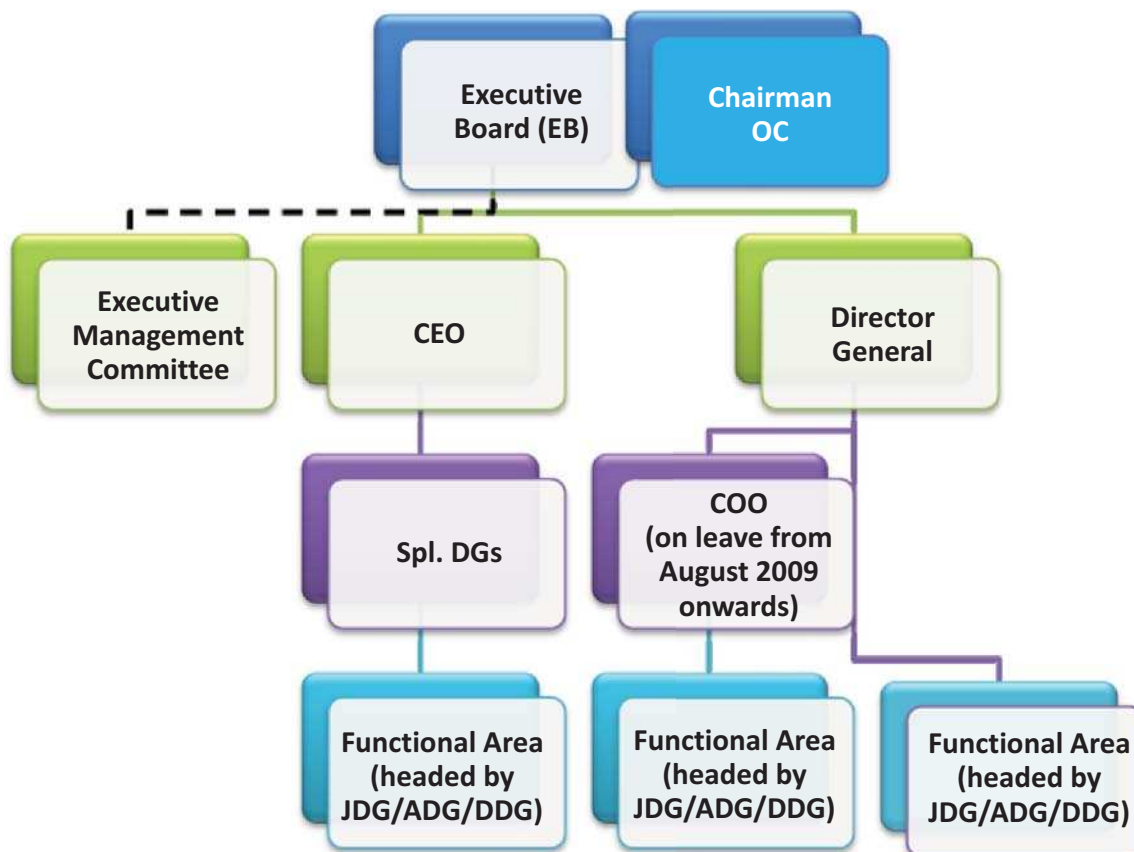 Executive
Board (EB)
Chairman
OC
Executive
Management
Committee
CEO
Director
General
Spl. DGs
COO
(on leave from
August 2009
onwards)
Functional Area
(headed by
JDG/ADG/DDG)
Functional Area
(headed by
JDG/ADG/DDG)
Functional Area
(headed by
JDG/ADG/DDG)